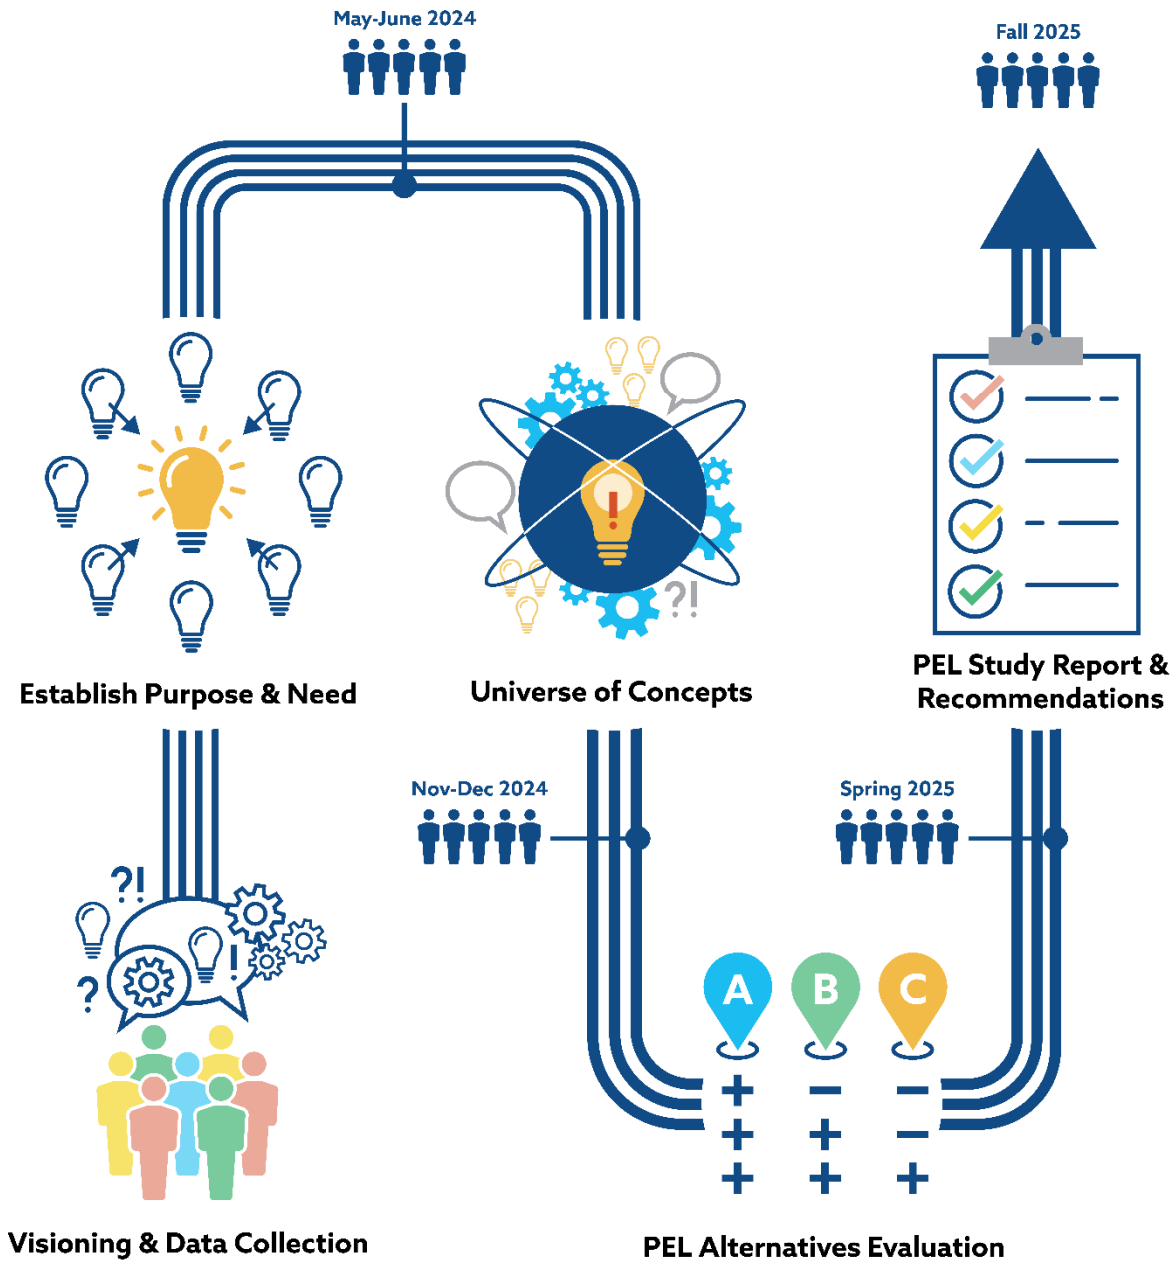 May-June 2024
Fall 2025
?!
Establish Purpose & Need
Universe of Concepts
PEL Study Report &
Recommendations
Nov-Dec 2024
Spring 2025
?!
!
?
A B C
+ − −
+ + −
+ + +
Visioning & Data Collection
PEL Alternatives Evaluation